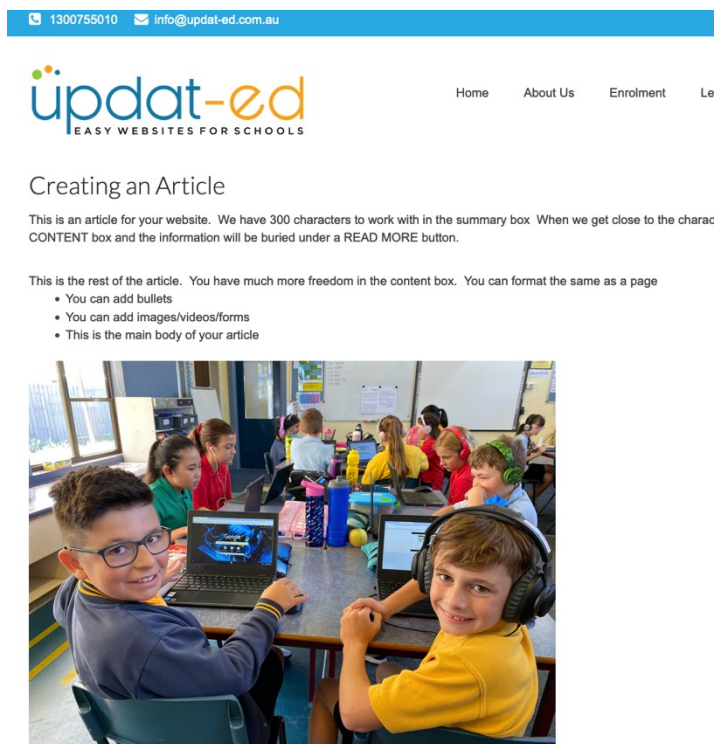 1300755010 info@updat-ed.com.au
updat-ed
EASY WEBSITES FOR SCHOOLS
Home About Us Enrolment Le
Creating an Article
This is an article for your website. We have 300 characters to work with in the summary box When we get close to the charac
CONTENT box and the information will be buried under a READ MORE button.
This is the rest of the article. You have much more freedom in the content box. You can format the same as a page
• You can add bullets
• You can add images/videos/forms
• This is the main body of your article
Google